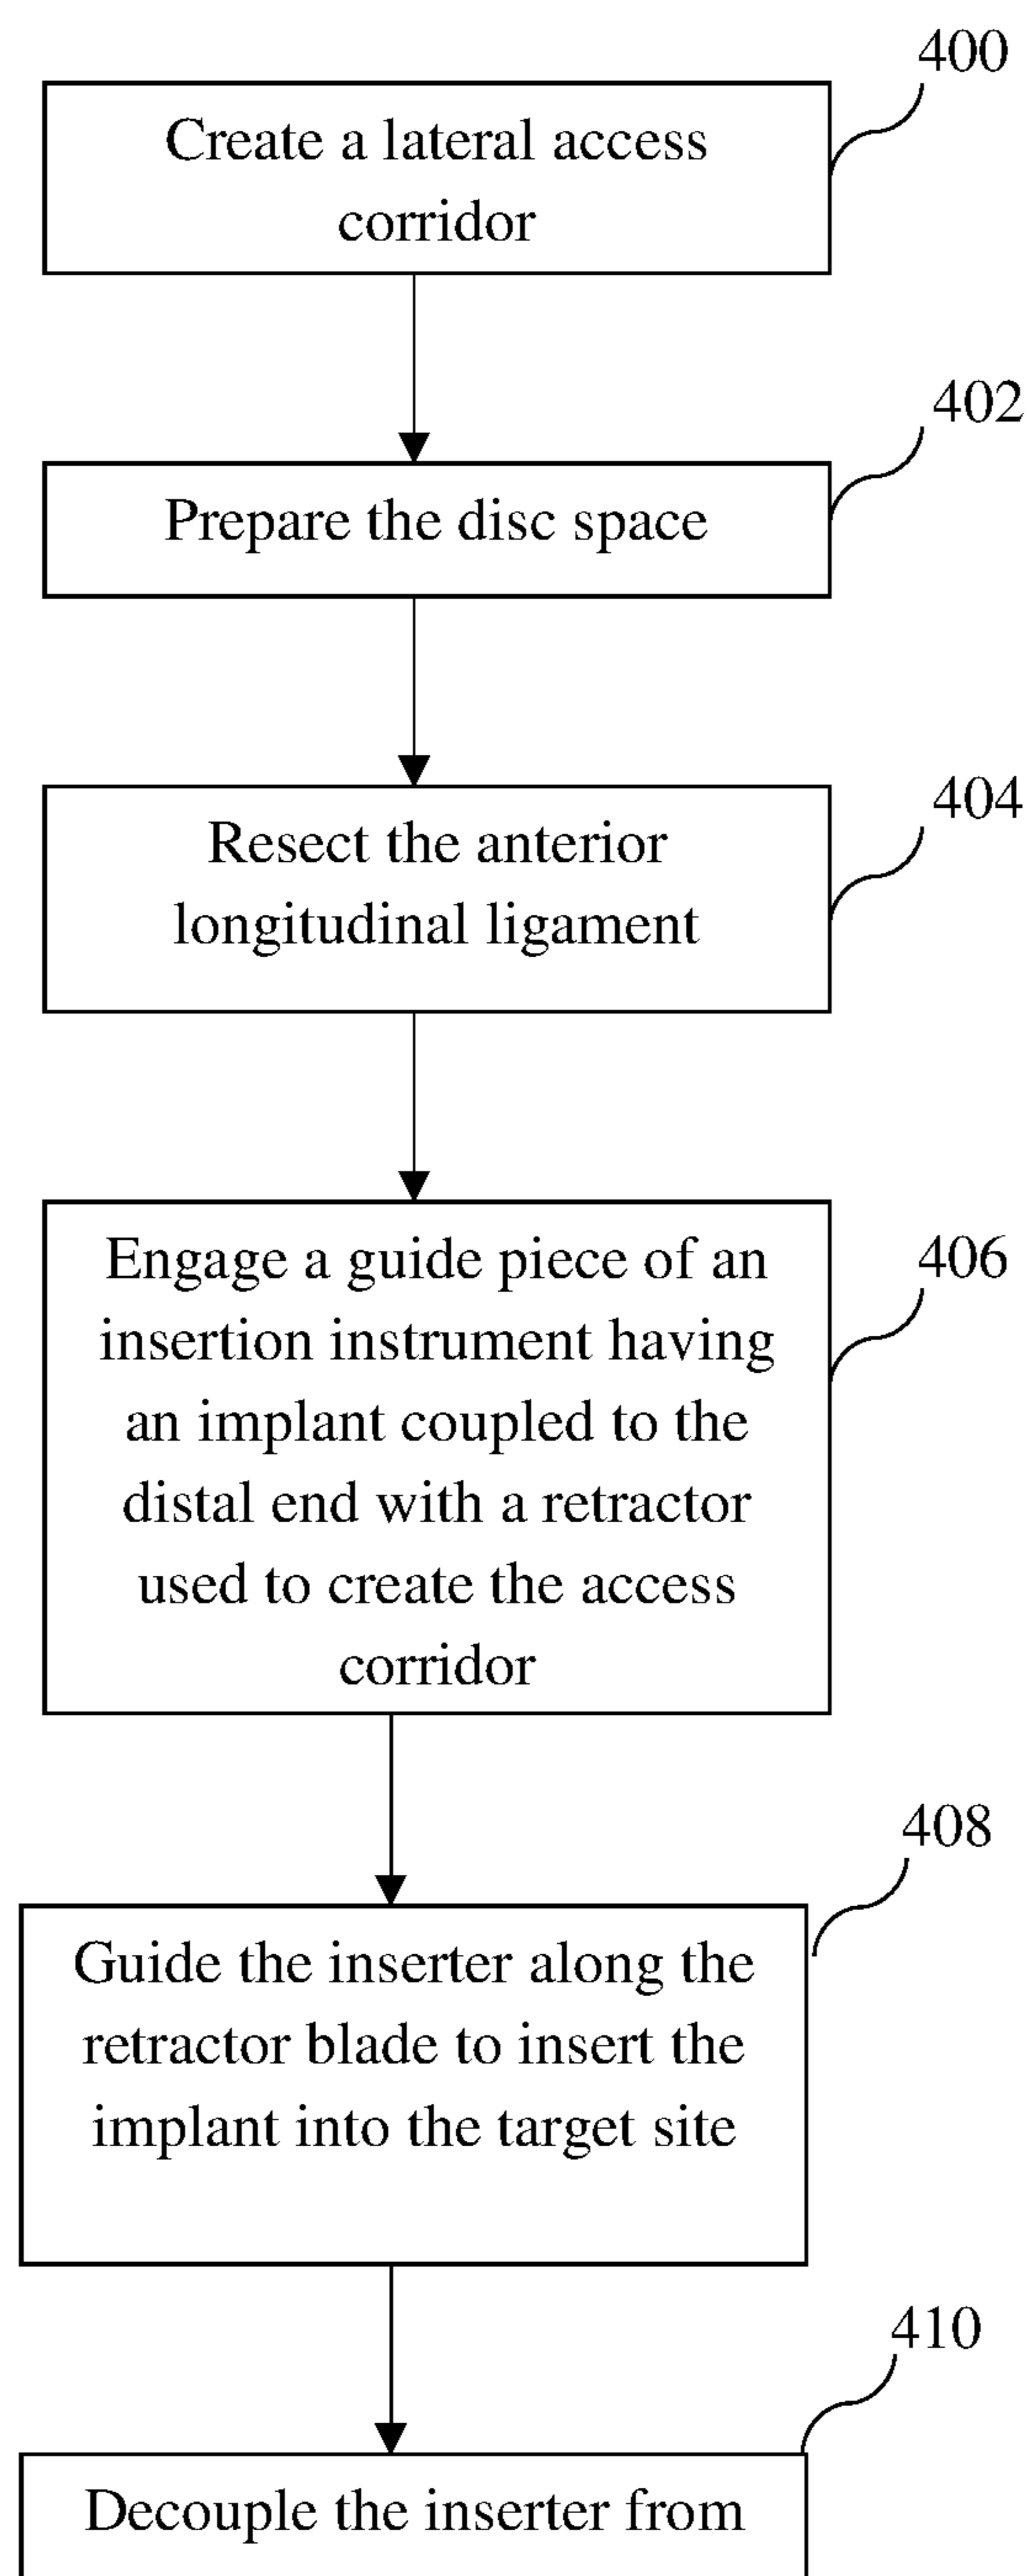 400
Create a lateral access
corridor
402
Prepare the disc space
404
Resect the anterior
longitudinal ligament
406
Engage a guide piece of an
insertion instrument having
an implant coupled to the
distal end with a retractor
used to create the access
corridor
408
Guide the inserter along the
retractor blade to insert the
implant into the target site
410
Decouple the inserter from